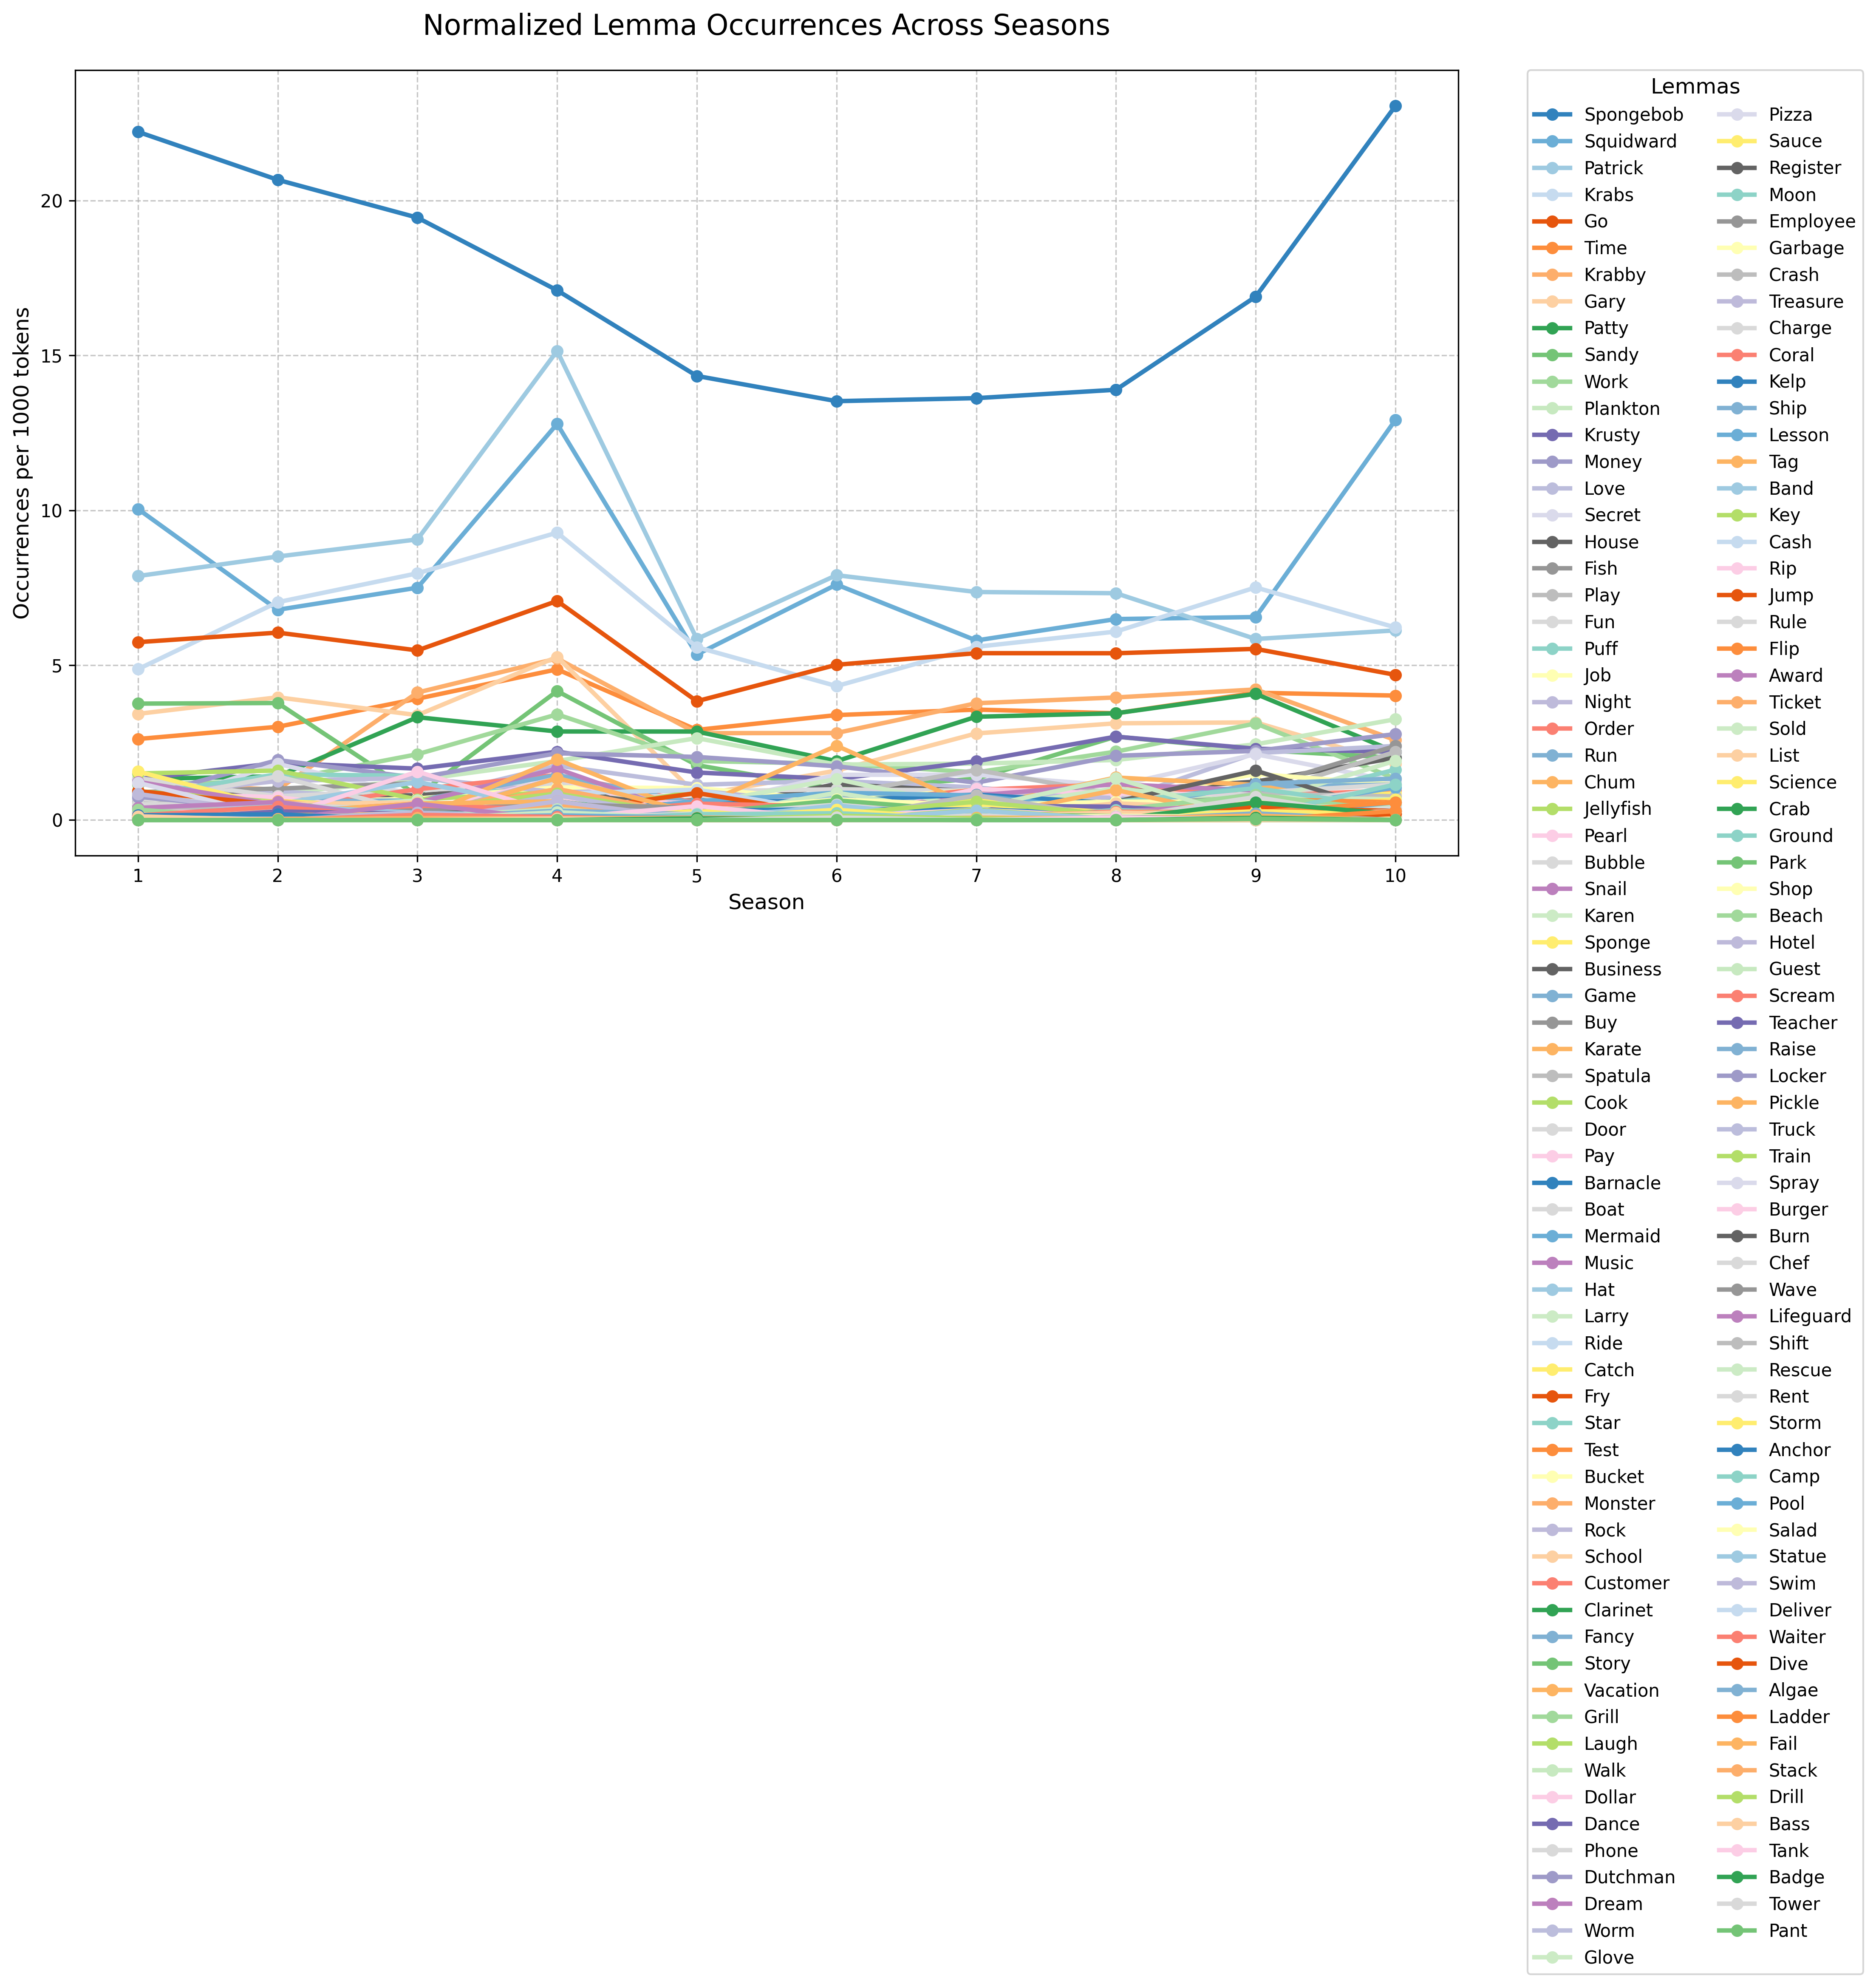 Normalized Lemma Occurrences Across Seasons
Occurrences per 1000 tokens
20
15
10
5
0
1 2 3 4 5 6 7 8 9 10
Season
Lemmas
Spongebob
Squidward
Patrick
Krabs
Go
Time
Krabby
Gary
Patty
Sandy
Work
Plankton
Krusty
Money
Love
Secret
House
Fish
Play
Fun
Puff
Job
Night
Order
Run
Chum
Jellyfish
Pearl
Bubble
Snail
Karen
Sponge
Business
Game
Buy
Karate
Spatula
Cook
Door
Pay
Barnacle
Boat
Mermaid
Music
Hat
Larry
Ride
Catch
Fry
Star
Test
Bucket
Monster
Rock
School
Customer
Clarinet
Fancy
Story
Vacation
Grill
Laugh
Walk
Dollar
Dance
Phone
Dutchman
Dream
Worm
Glove
Pizza
Sauce
Register
Moon
Employee
Garbage
Crash
Treasure
Charge
Coral
Kelp
Ship
Lesson
Tag
Band
Key
Cash
Rip
Jump
Rule
Flip
Award
Ticket
Sold
List
Science
Crab
Ground
Park
Shop
Beach
Hotel
Guest
Scream
Teacher
Raise
Locker
Pickle
Truck
Train
Spray
Burger
Burn
Chef
Wave
Lifeguard
Shift
Rescue
Rent
Storm
Anchor
Camp
Pool
Salad
Statue
Swim
Deliver
Waiter
Dive
Algae
Ladder
Fail
Stack
Drill
Bass
Tank
Badge
Tower
Pant